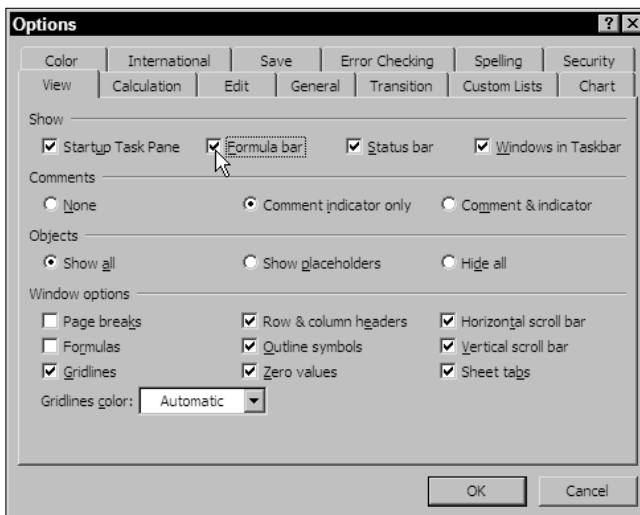 Options
Color International Save Error Checking Spelling Security
View Calculation Edit General Transition Custom Lists Chart
Show
Startup Task Pane Formula bar Status bar Windows in Taskbar
Comments
None Comment indicator only Comment & indicator
Objects
Show all Show placeholders Hide all
Window options
Page breaks Row & column headers Horizontal scroll bar
Formulas Outline symbols Vertical scroll bar
Gridlines Zero values Sheet tabs
Gridlines color: Automatic
OK Cancel